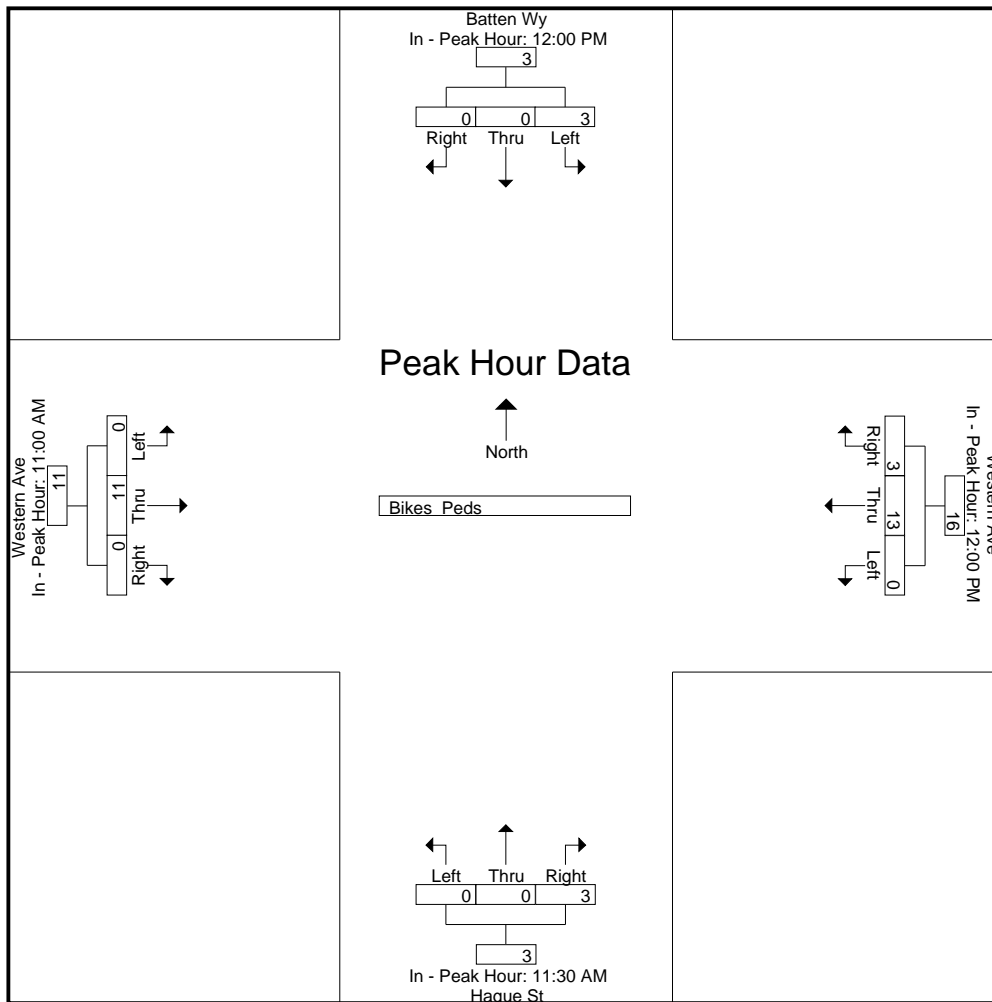 Batten Wy
In - Peak Hour: 12:00 PM
3
0 0 3
Right Thru Left
Peak Hour Data
North
Bikes Peds
Western Ave
In - Peak Hour: 11:00 AM
11
0 11 0
Left Thru Right
Western Ave
In - Peak Hour: 12:00 PM
16
3 13 0
Right Thru Left
Left Thru Right
0 0 3
3
In - Peak Hour: 11:30 AM
Hague St